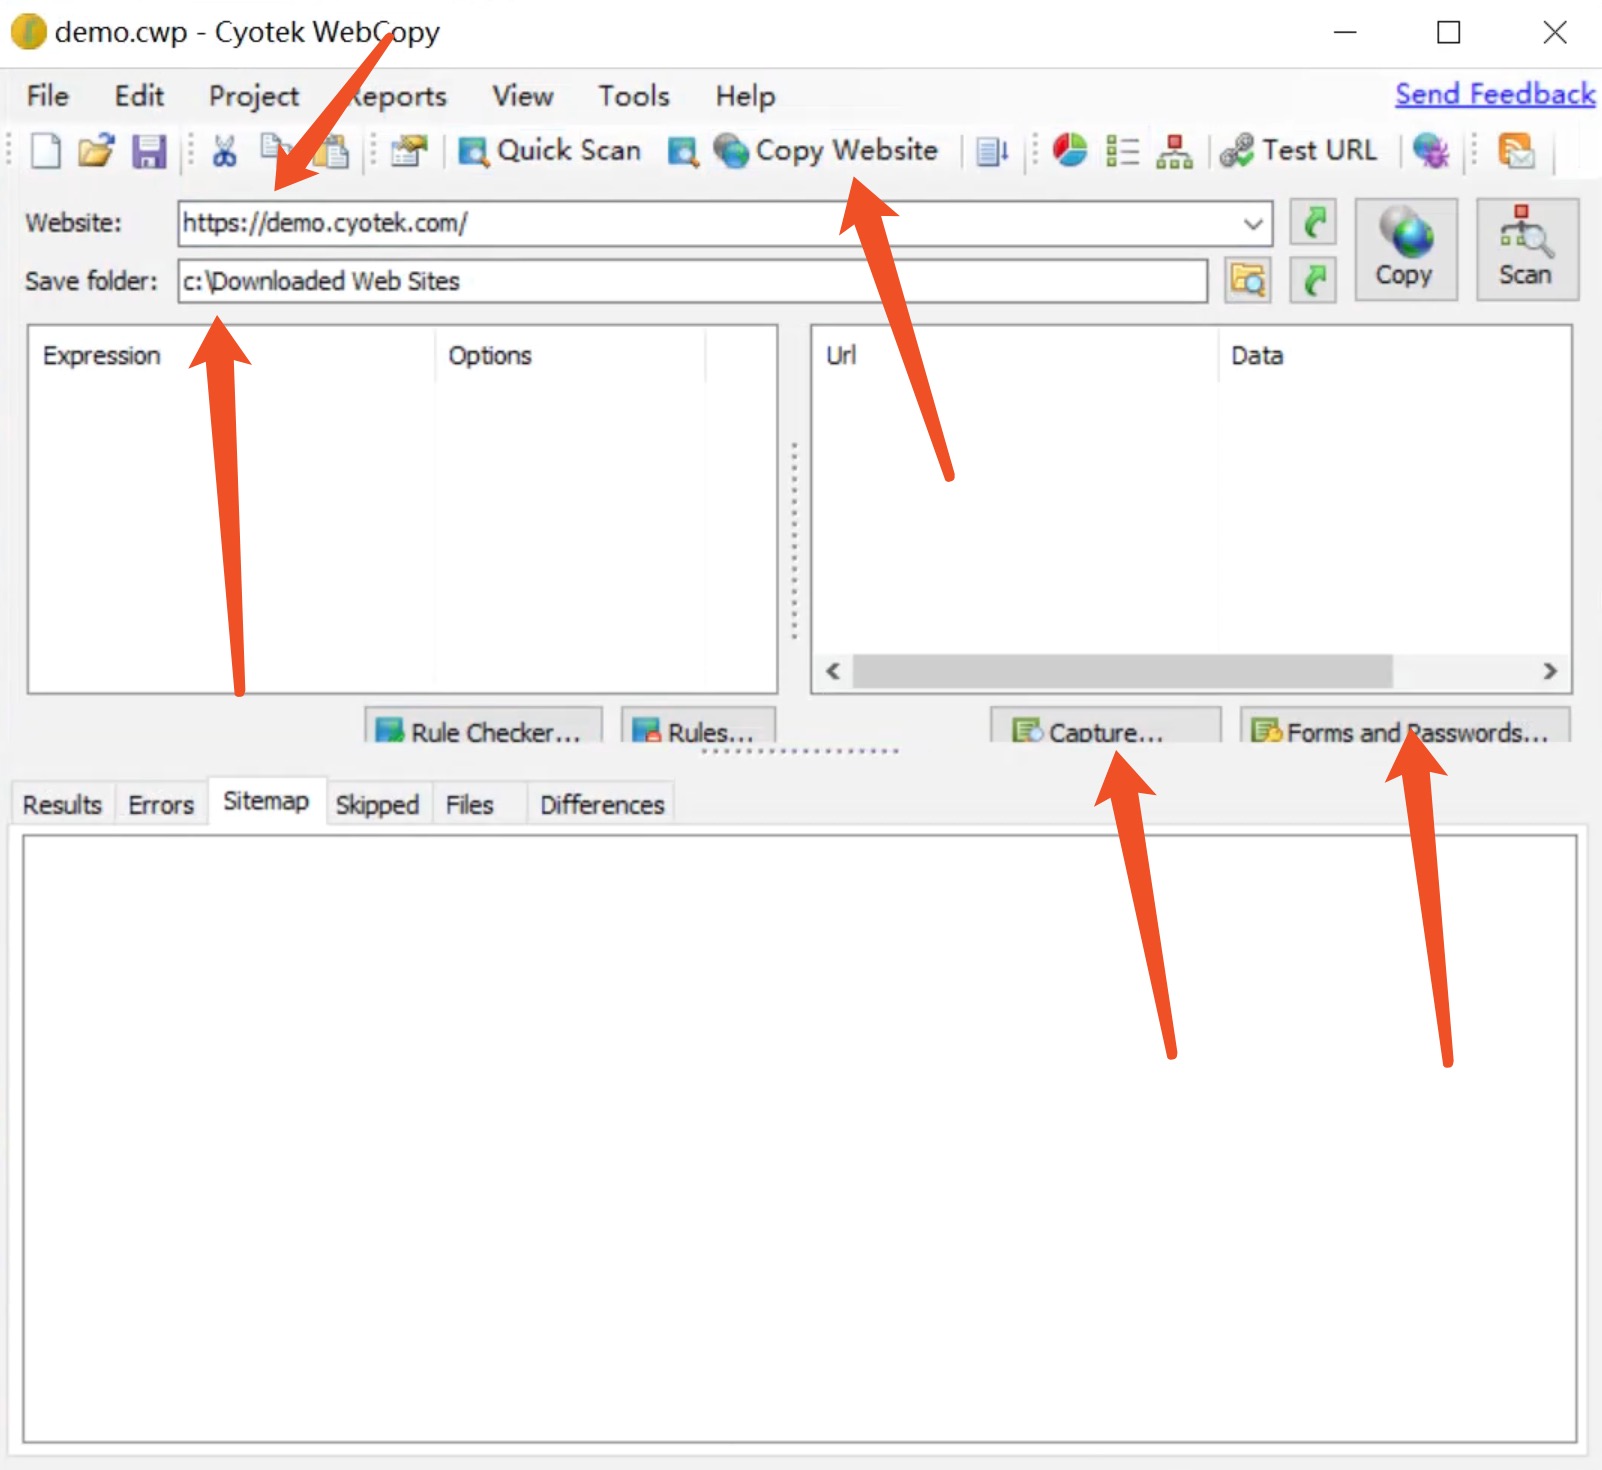 demo.cwp - Cyotek WebCopy
File Edit Project Reports View Tools Help Send Feedback
Quick Scan Copy Website Test URL
Website: https://demo.cyotek.com/
Save folder: c:\Downloaded Web Sites
Copy Scan
Expression Options Url Data
Rule Checker... Rules... Capture... Forms and Passwords...
Results Errors Sitemap Skipped Files Differences